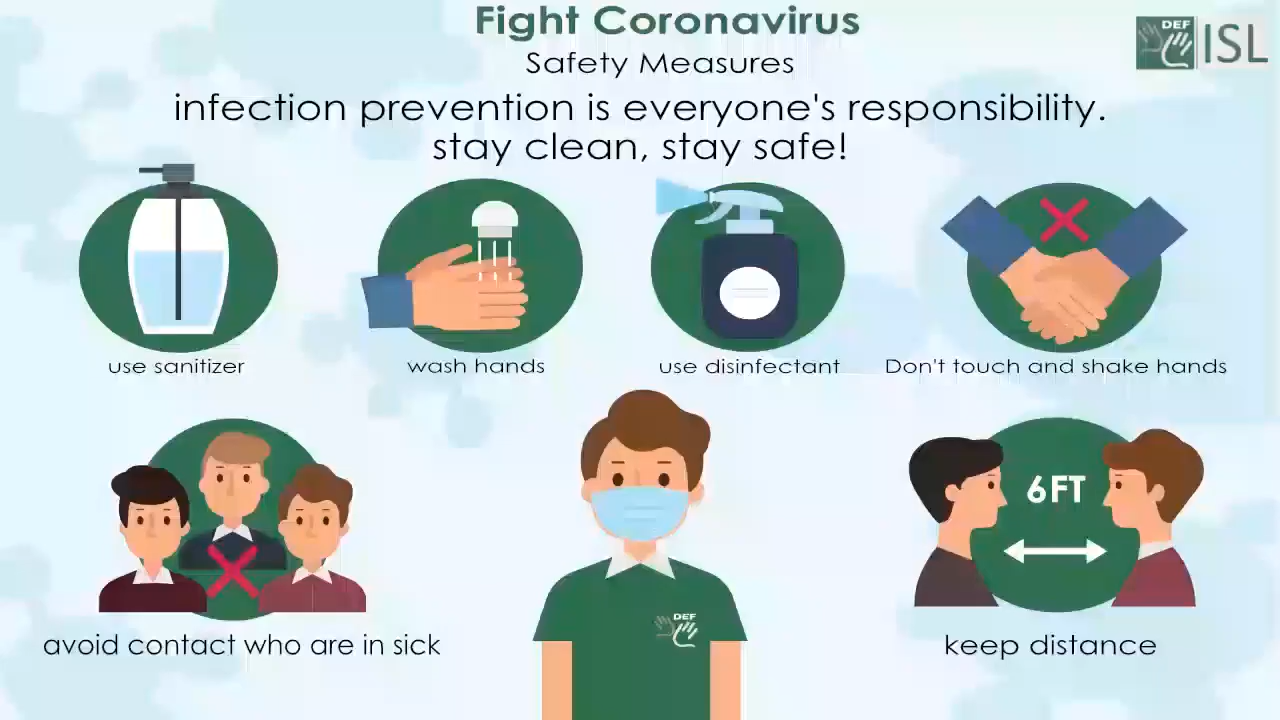 Fight Coronavirus
DEF
ISL
Safety Measures
infection prevention is everyone's responsibility.
stay clean, stay safe!
use sanitizer
wash hands
use disinfectant
Don't touch and shake hands
6FT
DEF
avoid contact who are in sick
keep distance